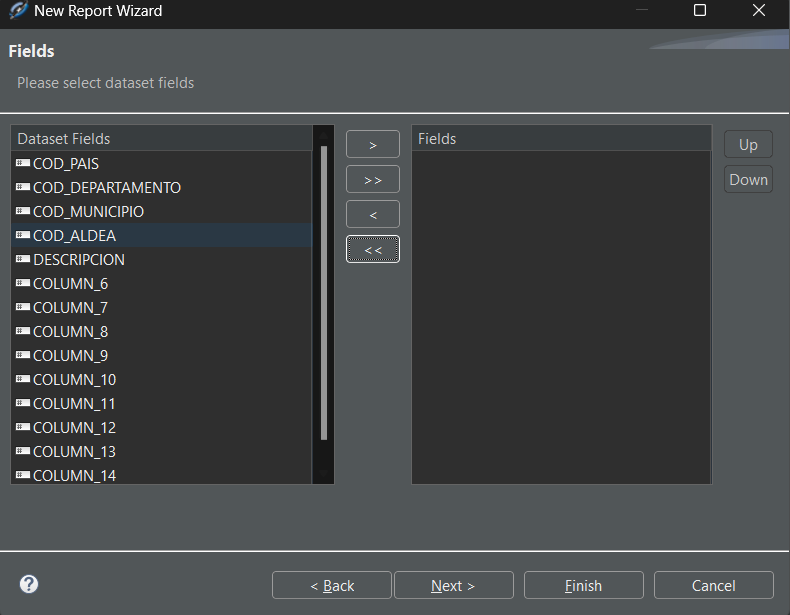 New Report Wizard
Fields
Please select dataset fields
Dataset Fields
COD_PAIS
COD_DEPARTAMENTO
COD_MUNICIPIO
COD_ALDEA
DESCRIPCION
COLUMN_6
COLUMN_7
COLUMN_8
COLUMN_9
COLUMN_10
COLUMN_11
COLUMN_12
COLUMN_13
COLUMN_14
>
>>
<
<<
Fields
Up
Down
?
< Back
Next >
Finish
Cancel